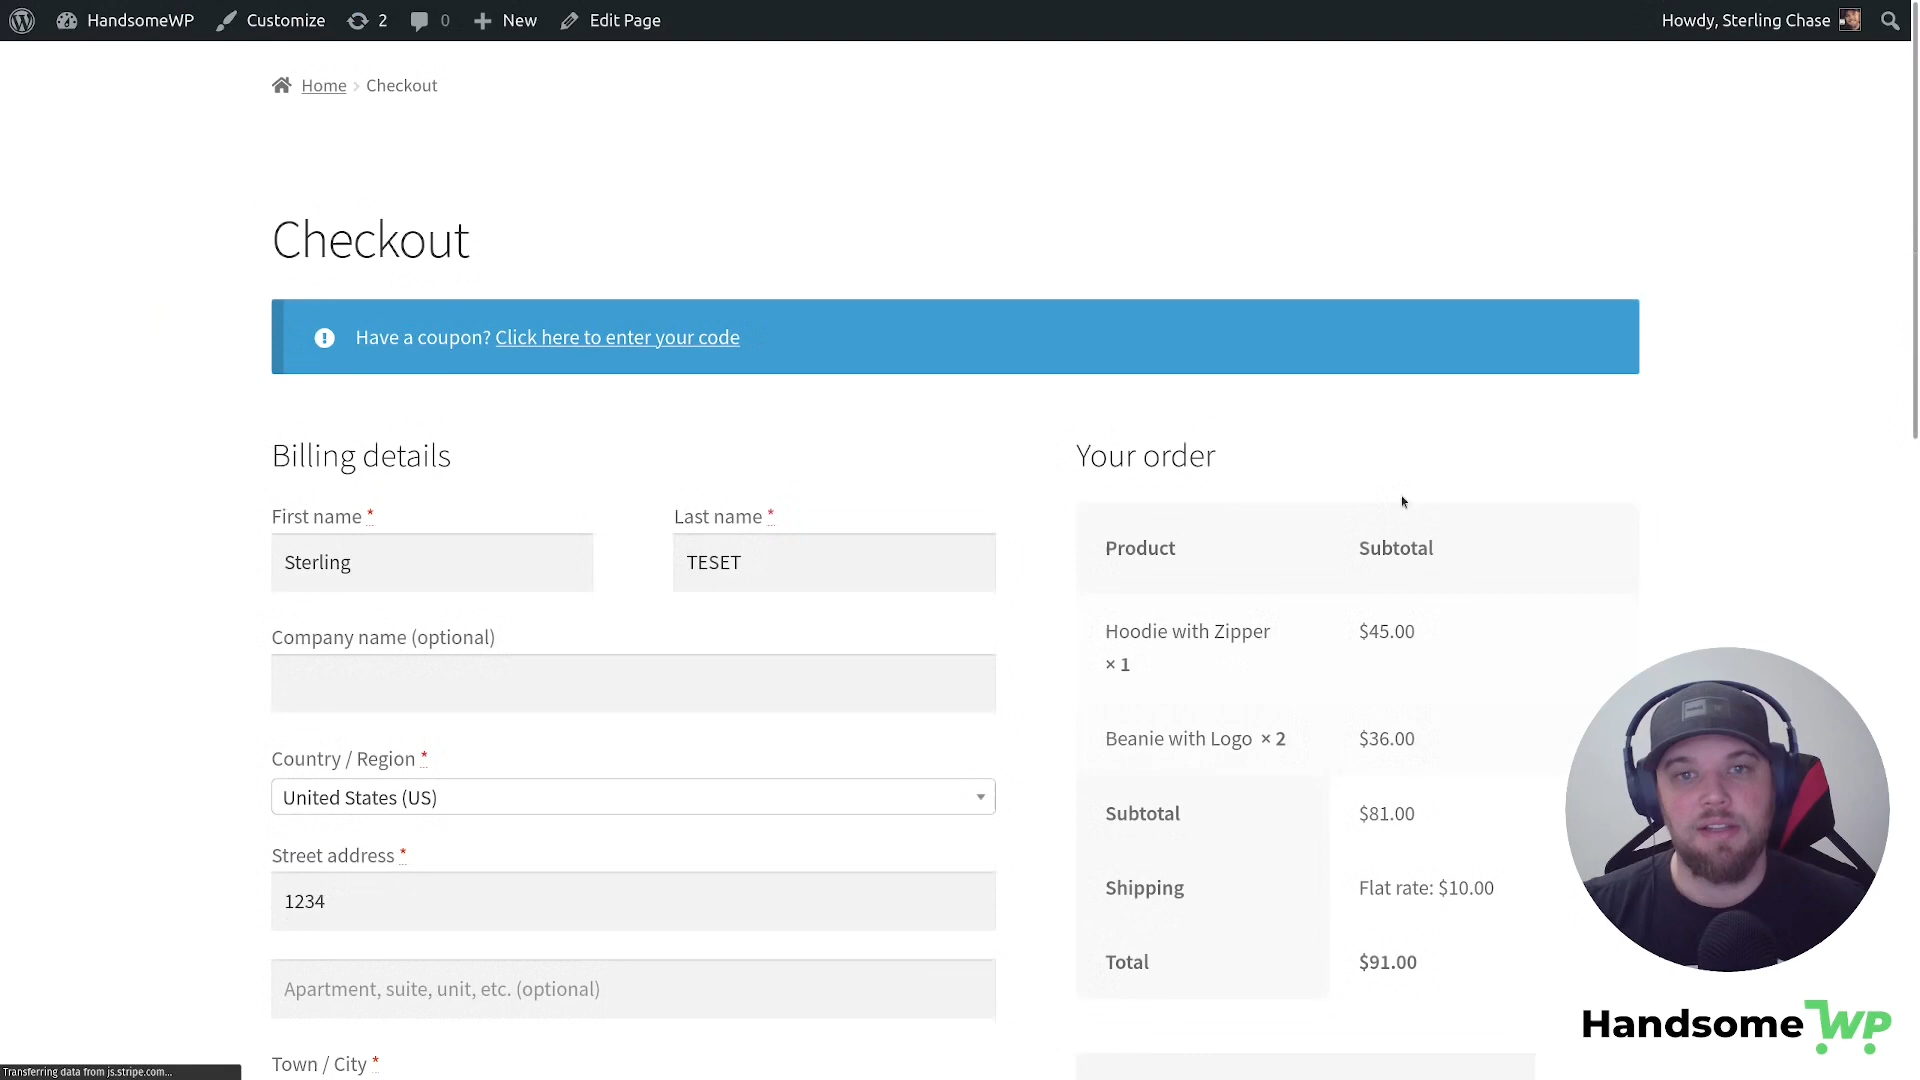 HandsomeWP Customize 2 0 New Edit Page Howdy, Sterling Chase
Home › Checkout
Checkout
Have a coupon? Click here to enter your code
Billing details
Your order
First name *
Last name *
Sterling
TESET
Product
Subtotal
Hoodie with Zipper
× 1
$45.00
Company name (optional)
Beanie with Logo × 2
$36.00
Country / Region *
United States (US)
Subtotal
$81.00
Street address *
1234
Shipping
Flat rate: $10.00
Total
$91.00
Apartment, suite, unit, etc. (optional)
Town / City *
Transferring data from js.stripe.com...
HandsomeWP